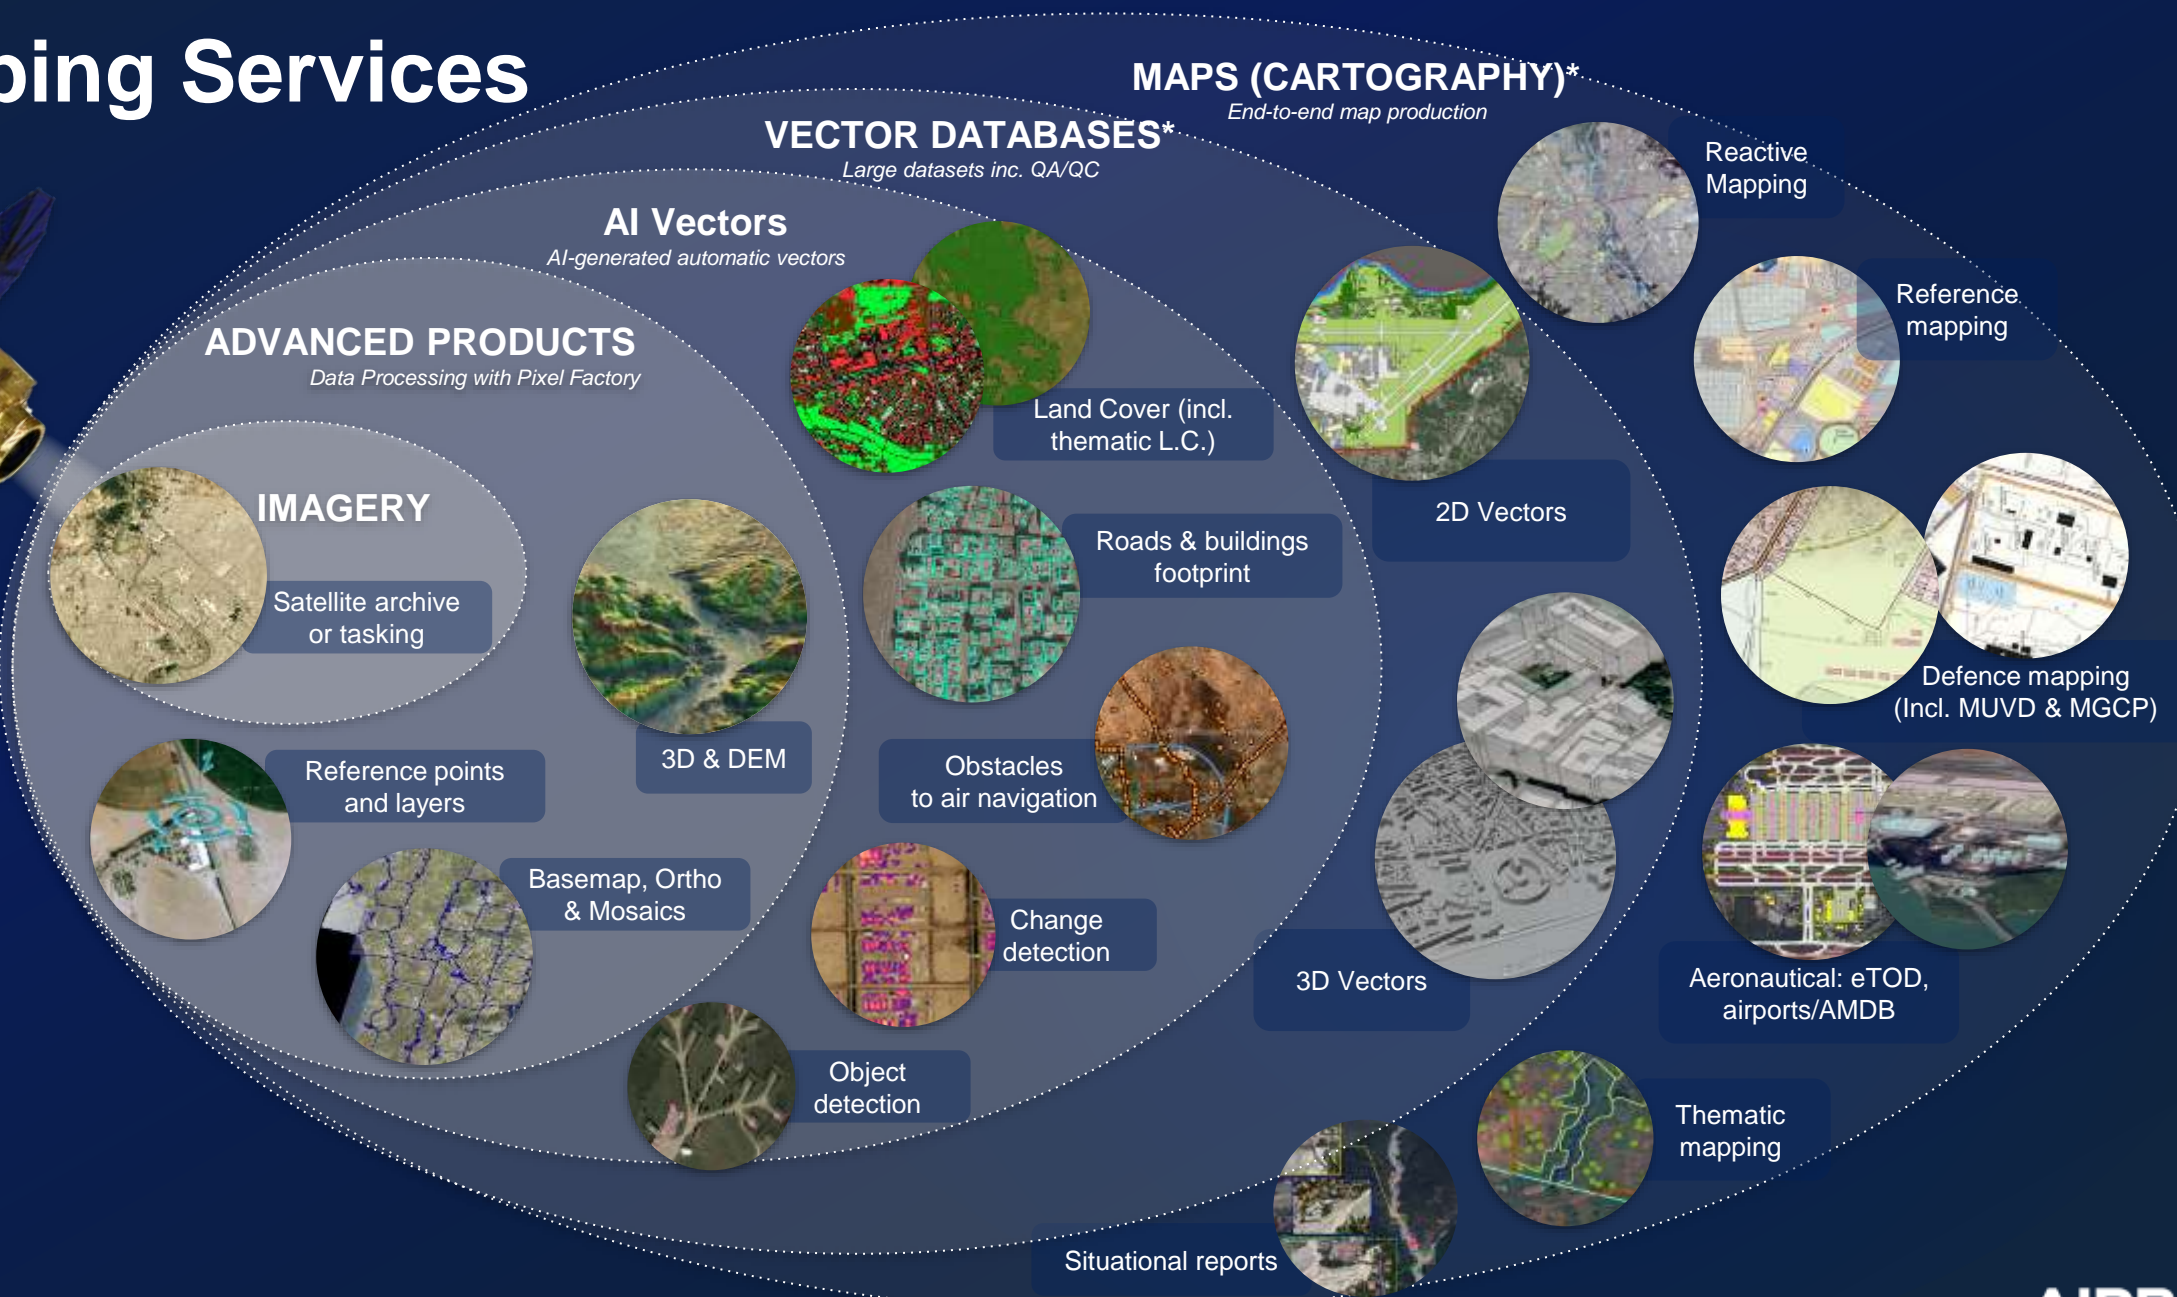 ping Services
MAPS (CARTOGRAPHY)*
End-to-end map production
VECTOR DATABASES*
Large datasets inc. QA/QC
AI Vectors
AI-generated automatic vectors
ADVANCED PRODUCTS
Data Processing with Pixel Factory
IMAGERY
Satellite archive
or tasking
Reference points
and layers
Basemap, Ortho
& Mosaics
3D & DEM
Land Cover (incl.
thematic L.C.)
Roads & buildings
footprint
Obstacles
to air navigation
Change
detection
Object
detection
2D Vectors
3D Vectors
Reactive
Mapping
Reference
mapping
Defence mapping
(Incl. MUVD & MGCP)
Aeronautical: eTOD,
airports/AMDB
Thematic
mapping
Situational reports